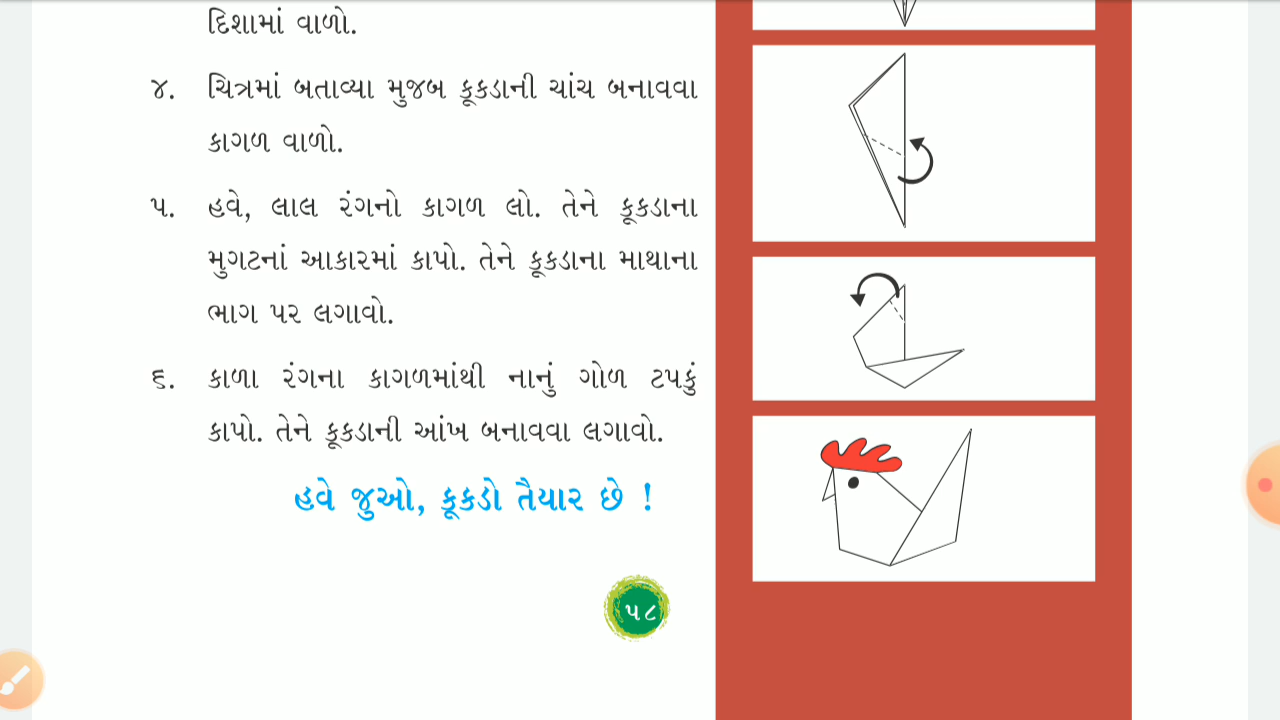 દિશામાં વાળો.
૪. ચિત્રમાં બતાવ્યા મુજબ કૂકડાની ચાંચ બનાવવા
કાગળ વાળો.
૫. હવે, લાલ રંગનો કાગળ લો. તેને કૂકડાના
મુગટનાં આકારમાં કાપો. તેને કૂકડાના માથાના
ભાગ પર લગાવો.
૬. કાળા રંગના કાગળમાંથી નાનું ગોળ ટપકું
કાપો. તેને કૂકડાની આંખ બનાવવા લગાવો.
હવે જુઓ, કૂકડો તૈયાર છે !
૫૮